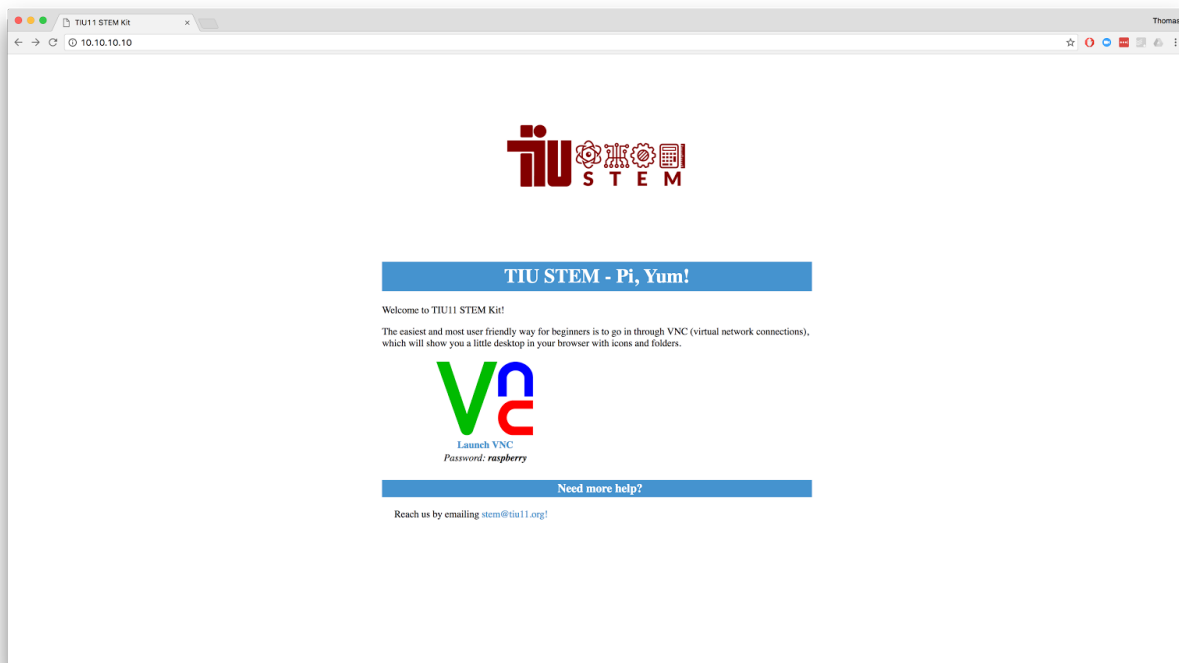 TIU11 STEM Kit
Thomas
10.10.10.10
TIU
STEM
TIU STEM - Pi, Yum!
Welcome to TIU11 STEM Kit!
The easiest and most user friendly way for beginners is to go in through VNC (virtual network connections),
which will show you a little desktop in your browser with icons and folders.
Vnc
Launch VNC
Password: raspberry
Need more help?
Reach us by emailing stem@tiu11.org!